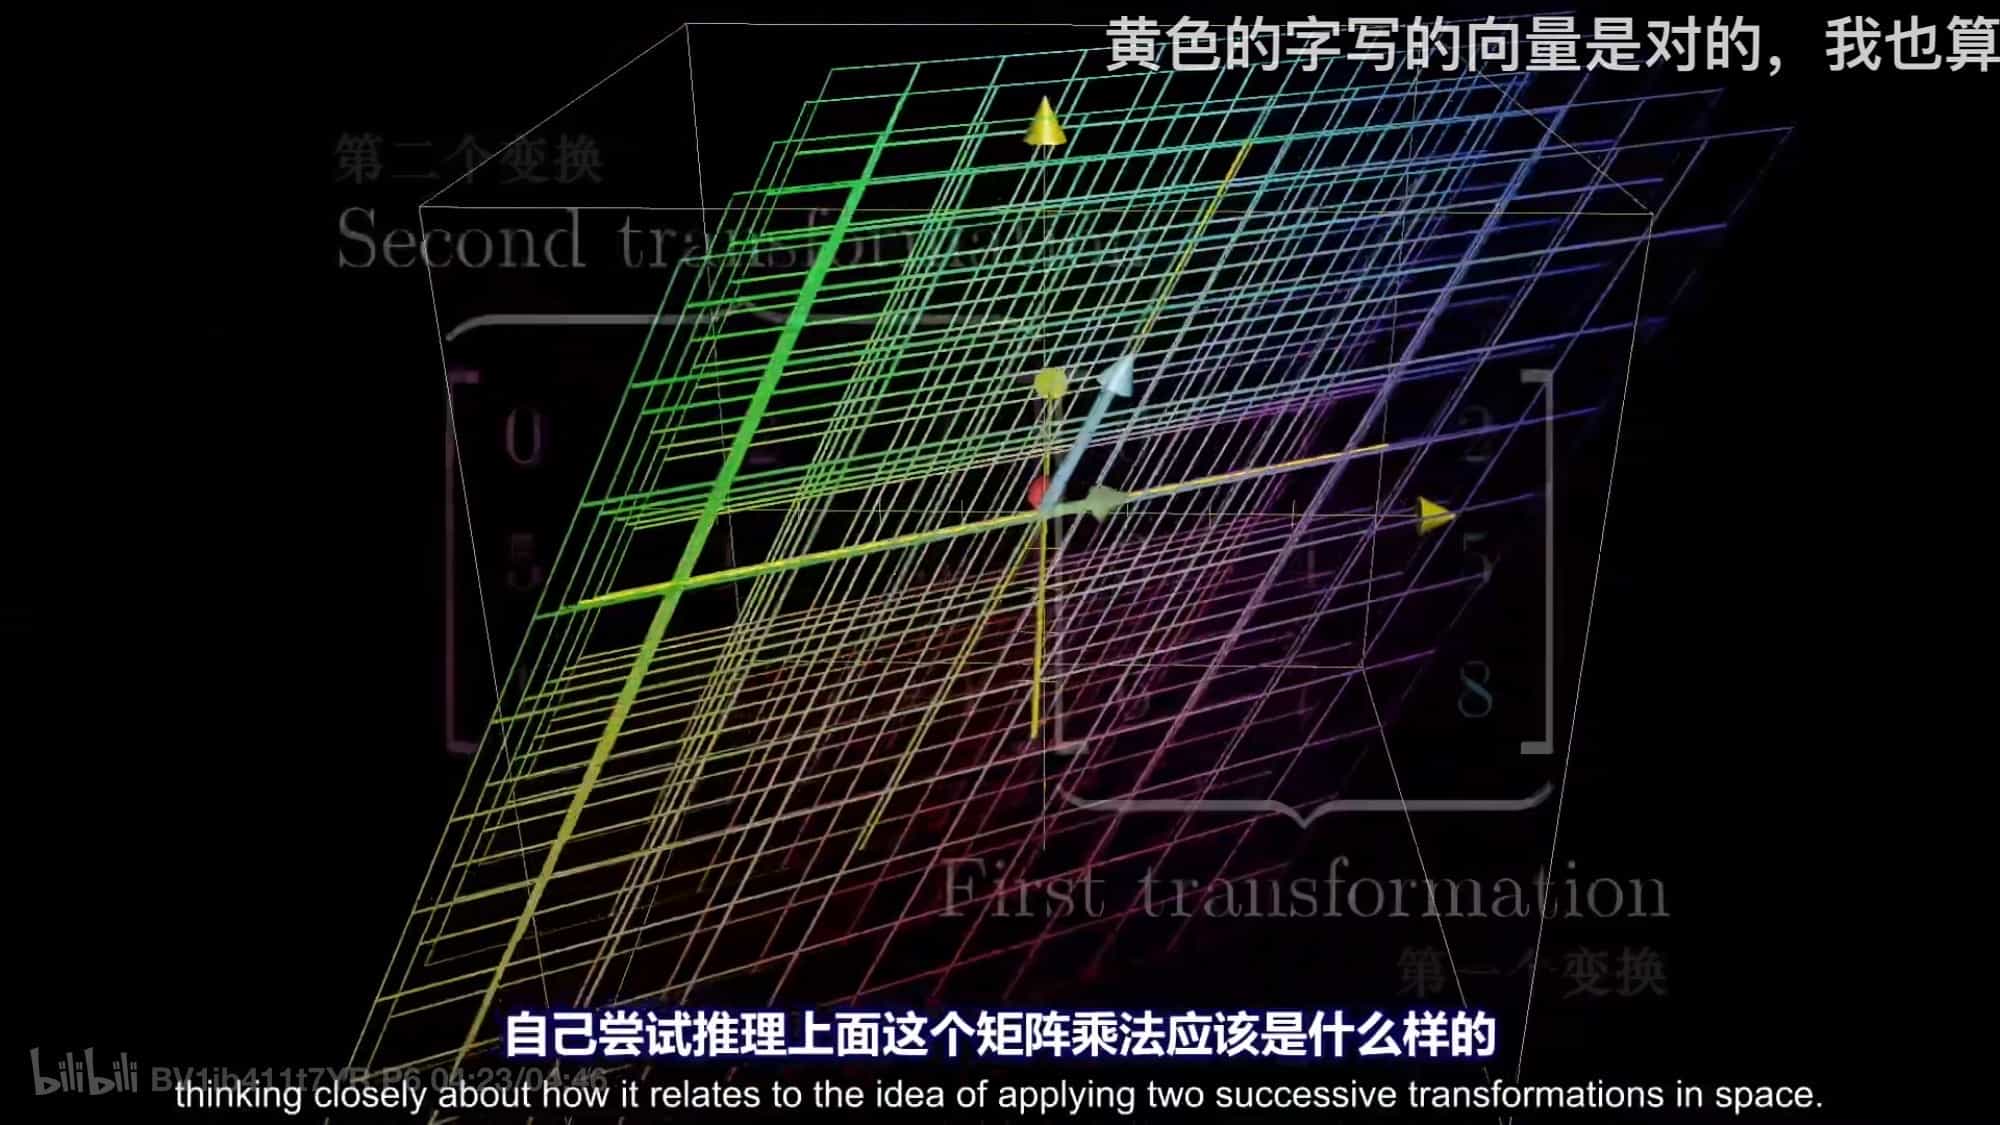 黄色的字写的向量是对的，我也算
第二个变换
Second transformation
0 2
5 5
8
First transformation
第一个变换
自己尝试推理上面这个矩阵乘法应该是什么样的
bilibili
thinking closely about how it relates to the idea of applying two successive transformations in space.